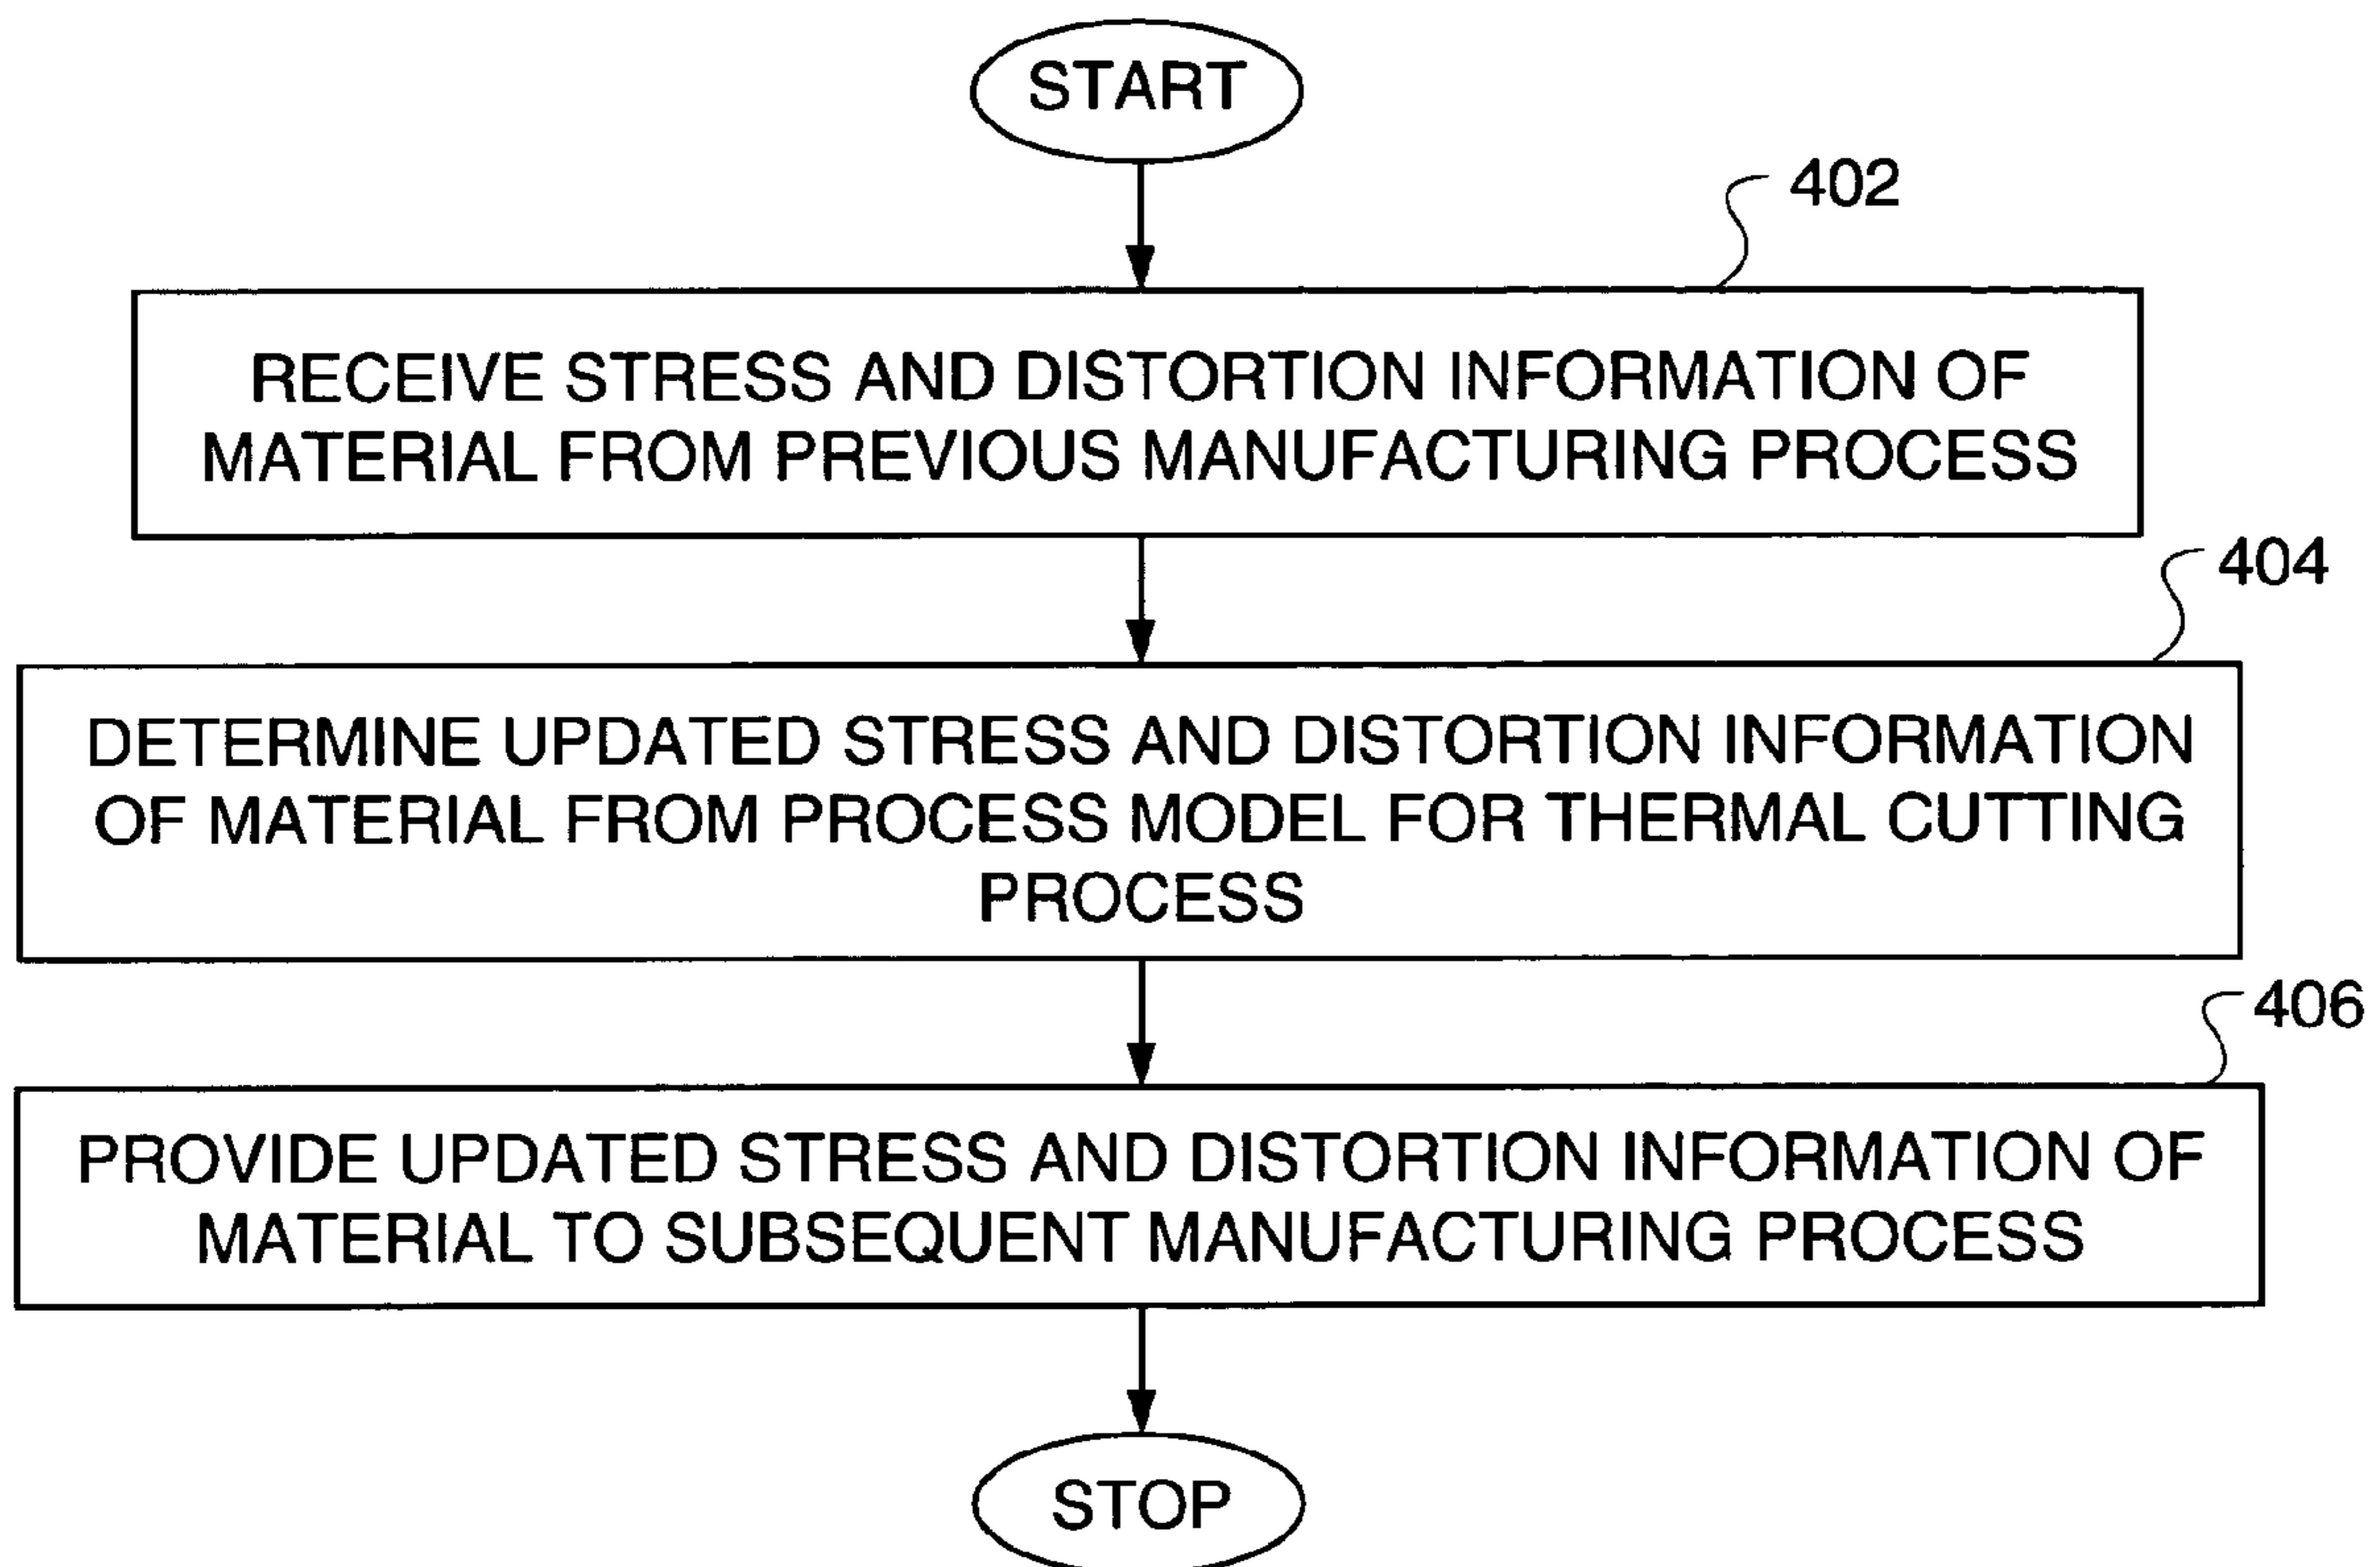 START
402
RECEIVE STRESS AND DISTORTION INFORMATION OF
MATERIAL FROM PREVIOUS MANUFACTURING PROCESS
404
DETERMINE UPDATED STRESS AND DISTORTION INFORMATION
OF MATERIAL FROM PROCESS MODEL FOR THERMAL CUTTING
PROCESS
406
PROVIDE UPDATED STRESS AND DISTORTION INFORMATION OF
MATERIAL TO SUBSEQUENT MANUFACTURING PROCESS
STOP